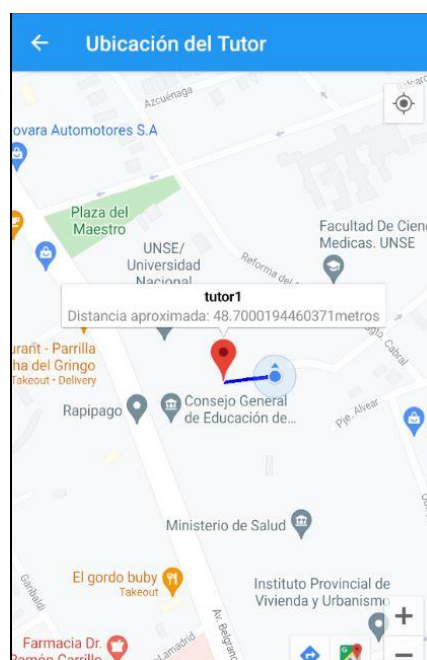 Ubicación del Tutor
Azcuénaga
ovara Automotores S.A
Plaza del
Maestro
Facultad De Cien
Medicas. UNSE
UNSE/
Universidad
Nacional
Reforma del
tutor1
Distancia aproximada: 48.7000194460371metros
Cabral
urant - Parrilla
ha del Gringo
Takeout - Delivery
Rapipago
Consejo General
de Educación de...
Pje. Alvear
Ministerio de Salud
El gordo buby
Takeout
Instituto Provincial de
Vivienda y Urbanismo
Garibaldi
Av. Belgrano
+
Farmacia Dr.
Ramón Carrillo
Lamadrid
−